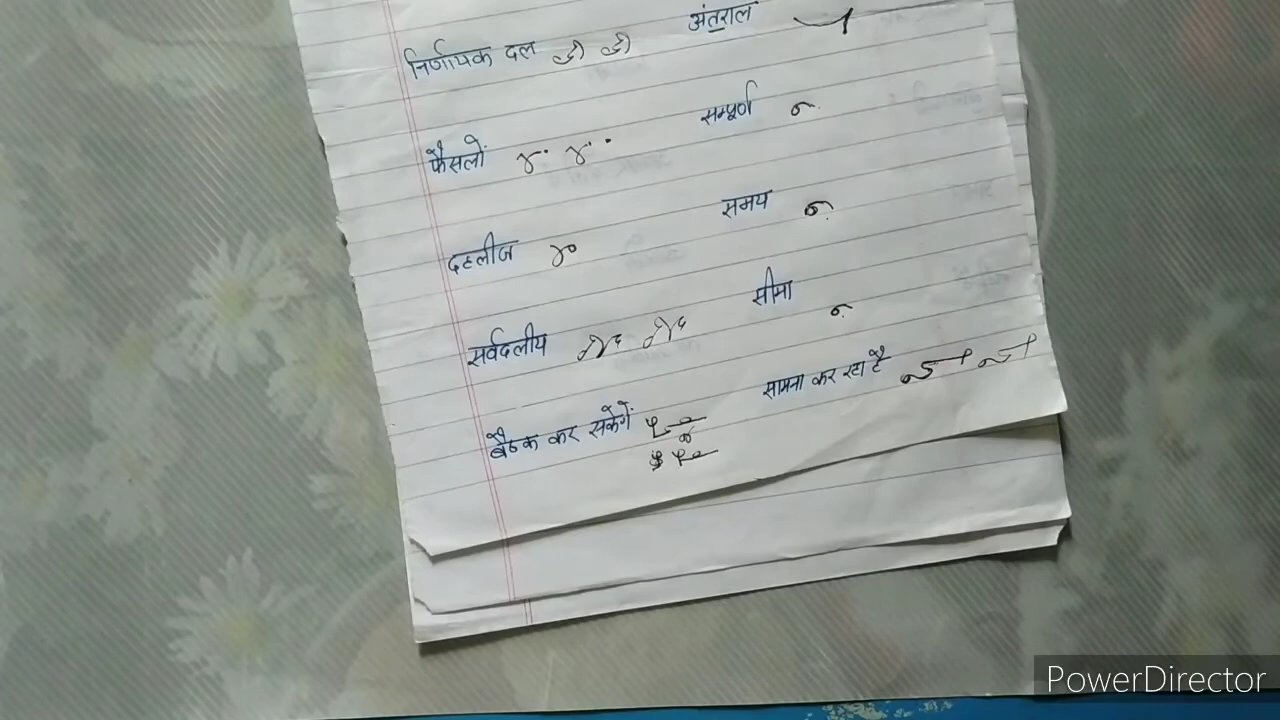 निर्णायक दल अंतराल
फैसलों सम्पूर्ण
दहलीज समय
सर्वदलीय सीमा
बैठक कर सकेगें सामना कर रहा है
PowerDirector